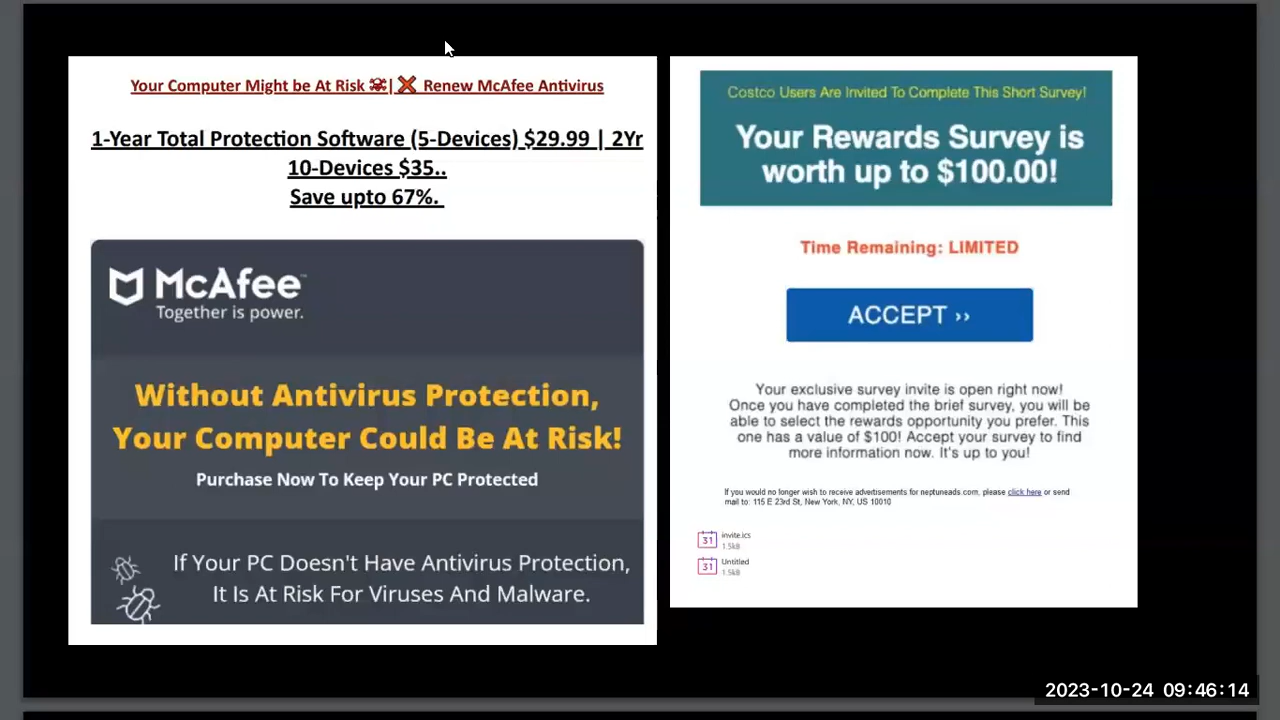 Your Computer Might be At Risk ☠️| ❌ Renew McAfee Antivirus
1-Year Total Protection Software (5-Devices) $29.99 | 2Yr
10-Devices $35..
Save upto 67%.
McAfee™
Together is power.
Without Antivirus Protection,
Your Computer Could Be At Risk!
Purchase Now To Keep Your PC Protected
If Your PC Doesn't Have Antivirus Protection,
It Is At Risk For Viruses And Malware.
Costco Users Are Invited To Complete This Short Survey!
Your Rewards Survey is
worth up to $100.00!
Time Remaining: LIMITED
ACCEPT ››
Your exclusive survey invite is open right now!
Once you have completed the brief survey, you will be
able to select the rewards opportunity you prefer. This
one has a value of $100! Accept your survey to find
more information now. It's up to you!
If you would no longer wish to receive advertisements for neptuneads.com, please click here or send
mail to: 115 E 23rd St, New York, NY, US 10010
31 invite.ics
1.5kB
31 Untitled
1.5kB
2023-10-24 09:46:14